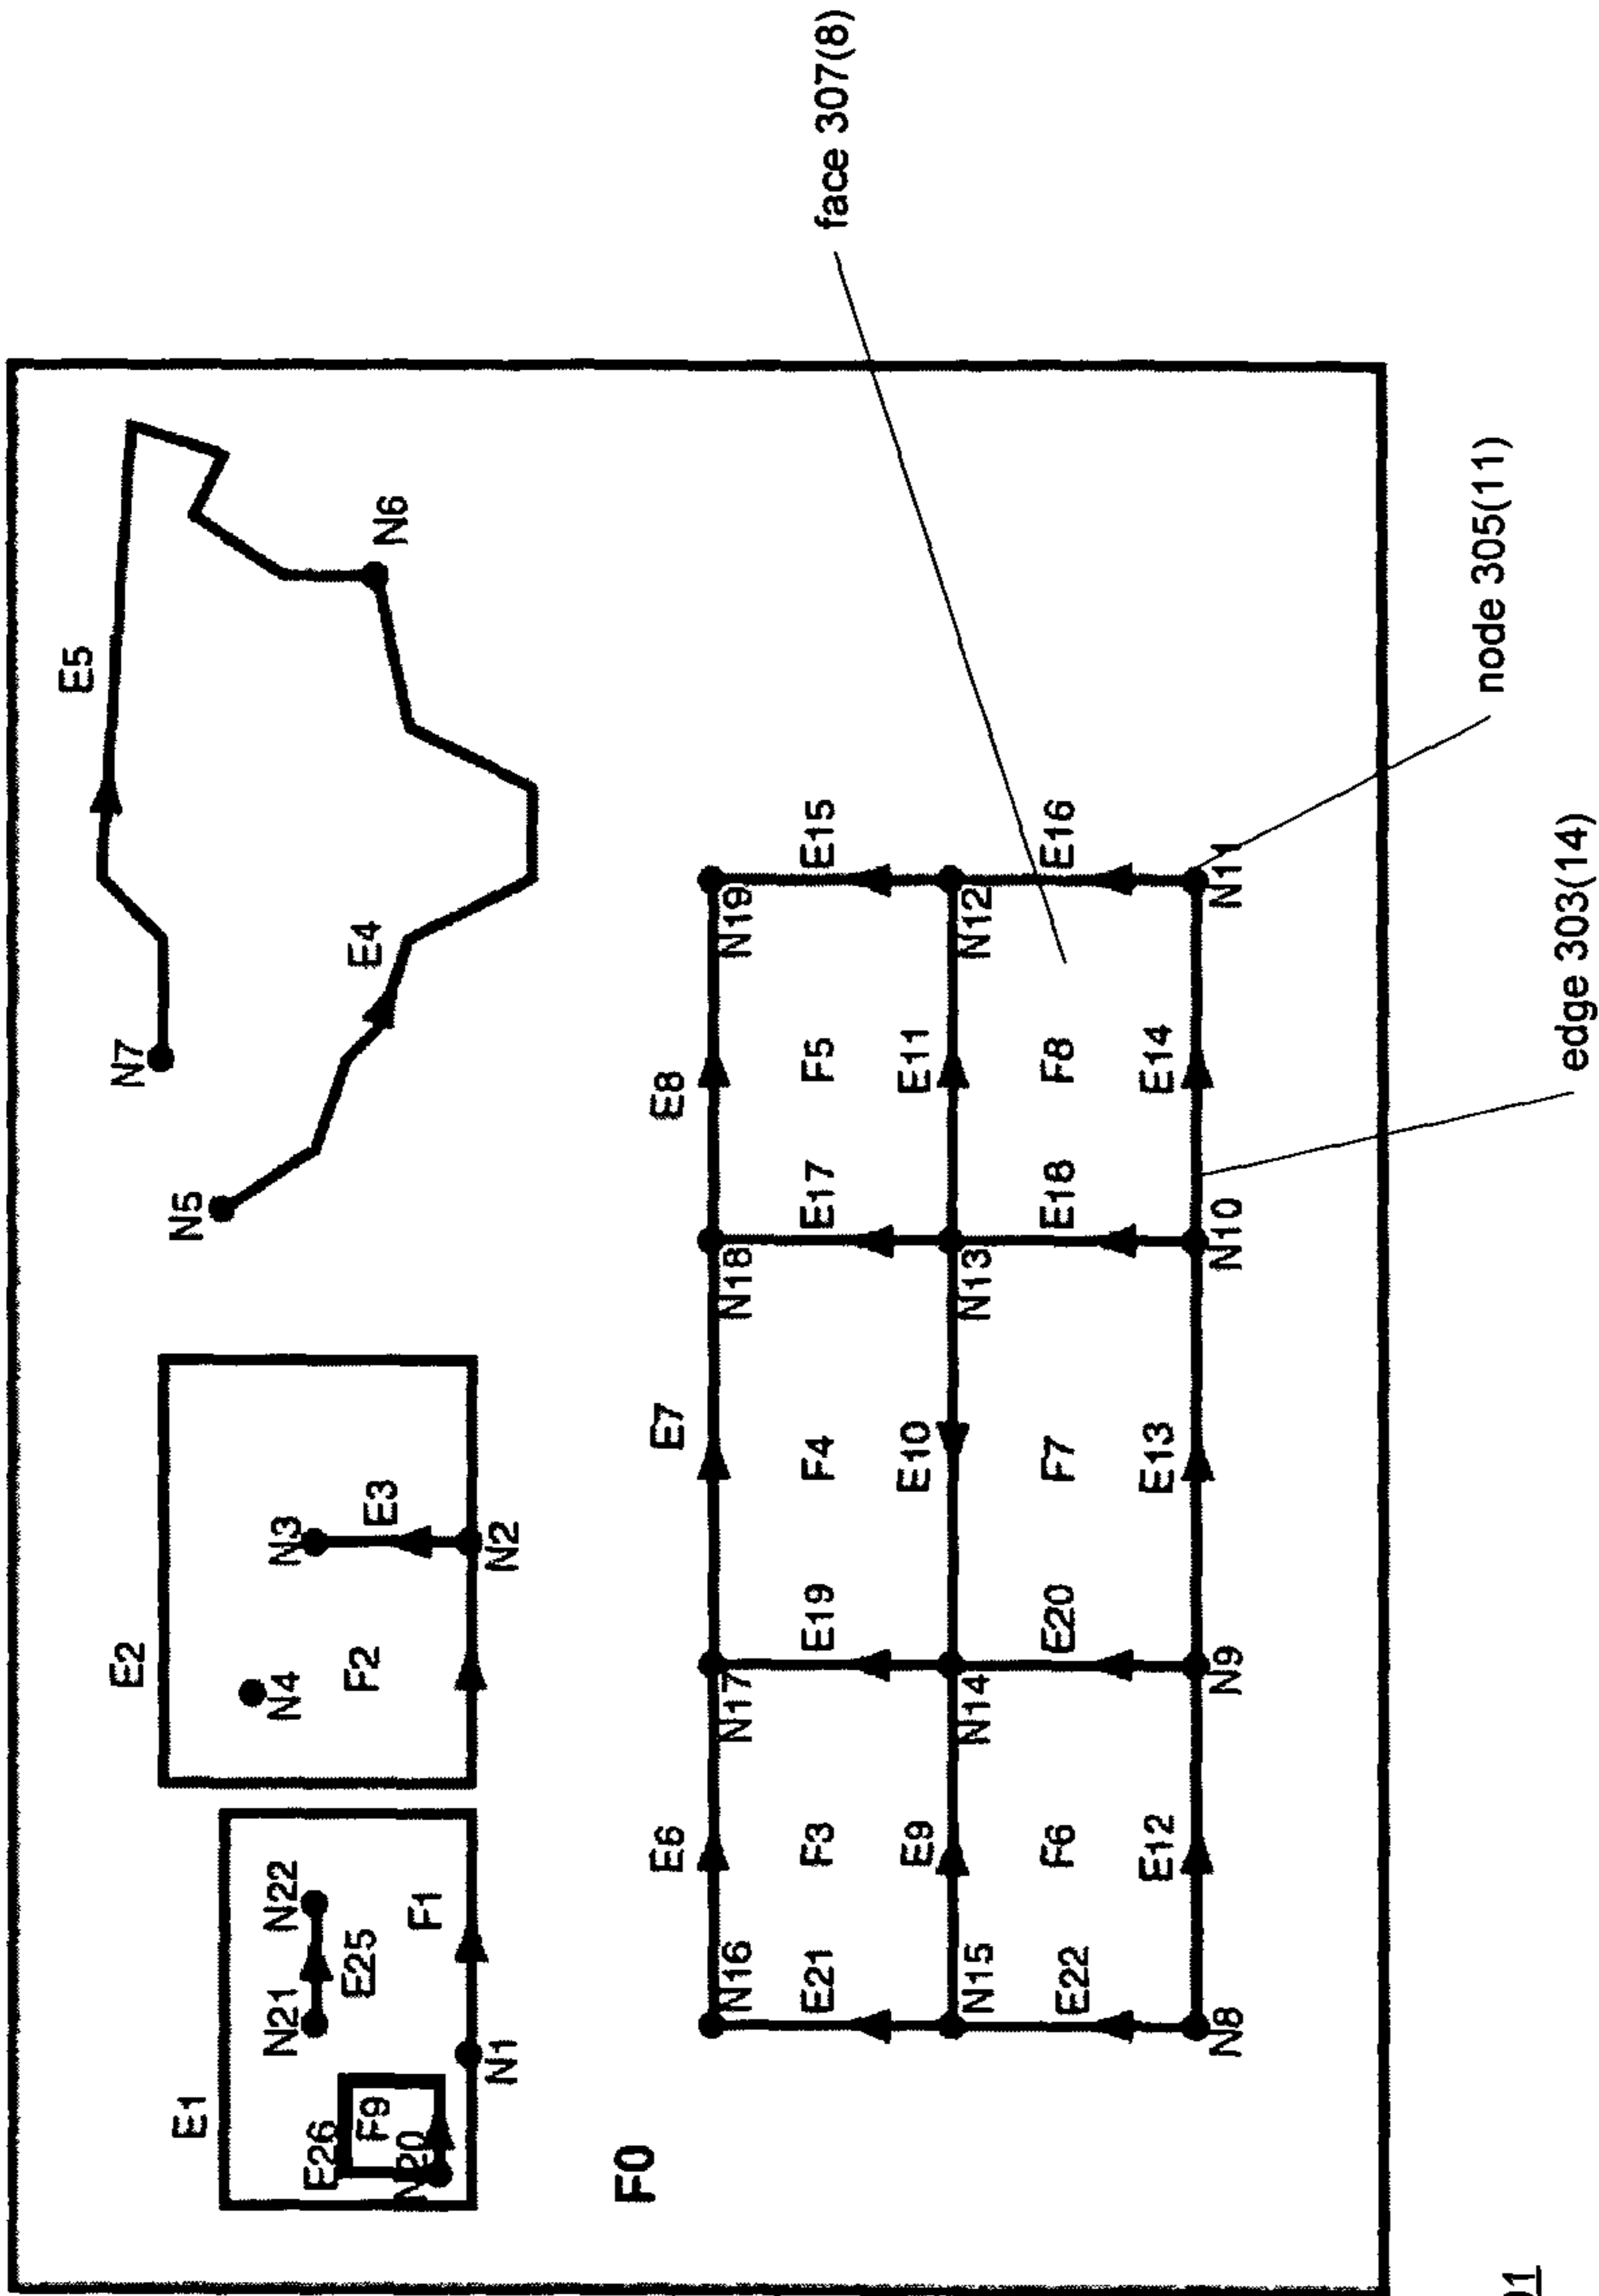 E1
E26
F9
N20
N21
N22
E25
F1
N1
E2
N4
N3
E3
F2
N2
N7
E5
N5
E4
N6
F0
E6
E7
E8
N16
N17
N18
N19
E21
F3
E19
F4
E17
F5
E15
face 307(8)
E9
E10
E11
N15
N14
N13
N12
E22
F6
E20
F7
E18
F8
E16
E12
E13
E14
N8
N9
N10
N11
node 305(11)
edge 303(14)